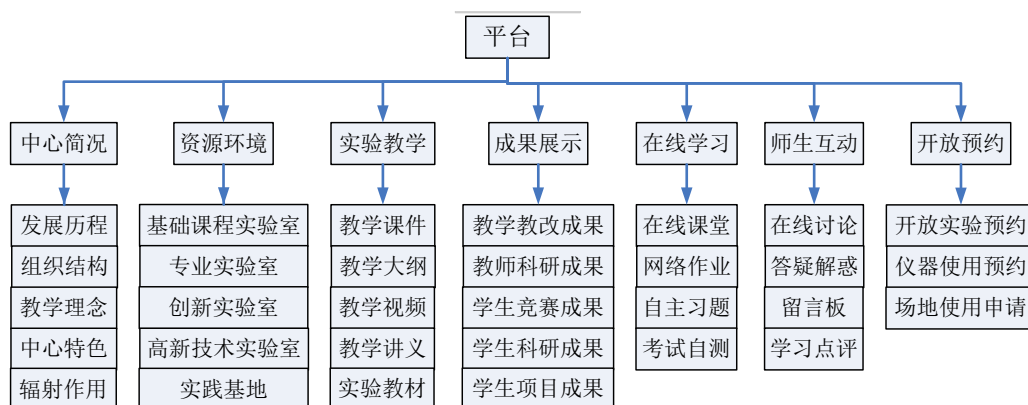 平台
中心简况
资源环境
实验教学
成果展示
在线学习
师生互动
开放预约
发展历程
组织结构
教学理念
中心特色
辐射作用
基础课程实验室
专业实验室
创新实验室
高新技术实验室
实践基地
教学课件
教学大纲
教学视频
教学讲义
实验教材
教学教改成果
教师科研成果
学生竞赛成果
学生科研成果
学生项目成果
在线课堂
网络作业
自主习题
考试自测
在线讨论
答疑解惑
留言板
学习点评
开放实验预约
仪器使用预约
场地使用申请